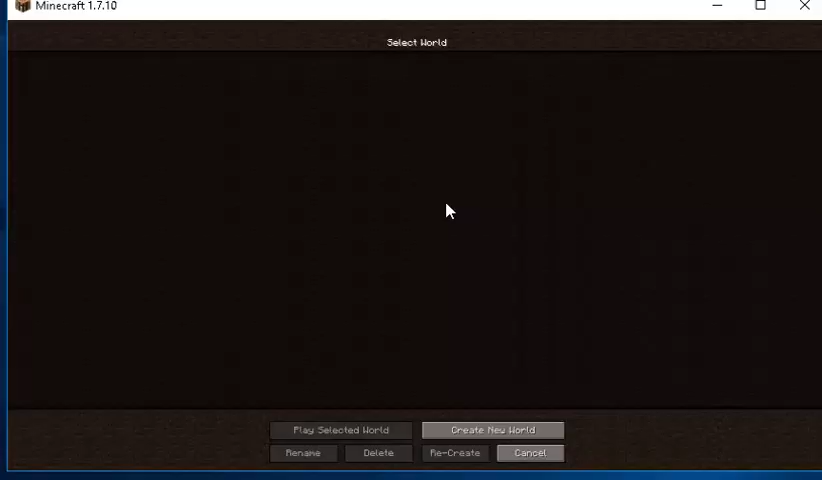 Minecraft 1.7.10
Select World
Play Selected World
Create New World
Rename
Delete
Re-Create
Cancel